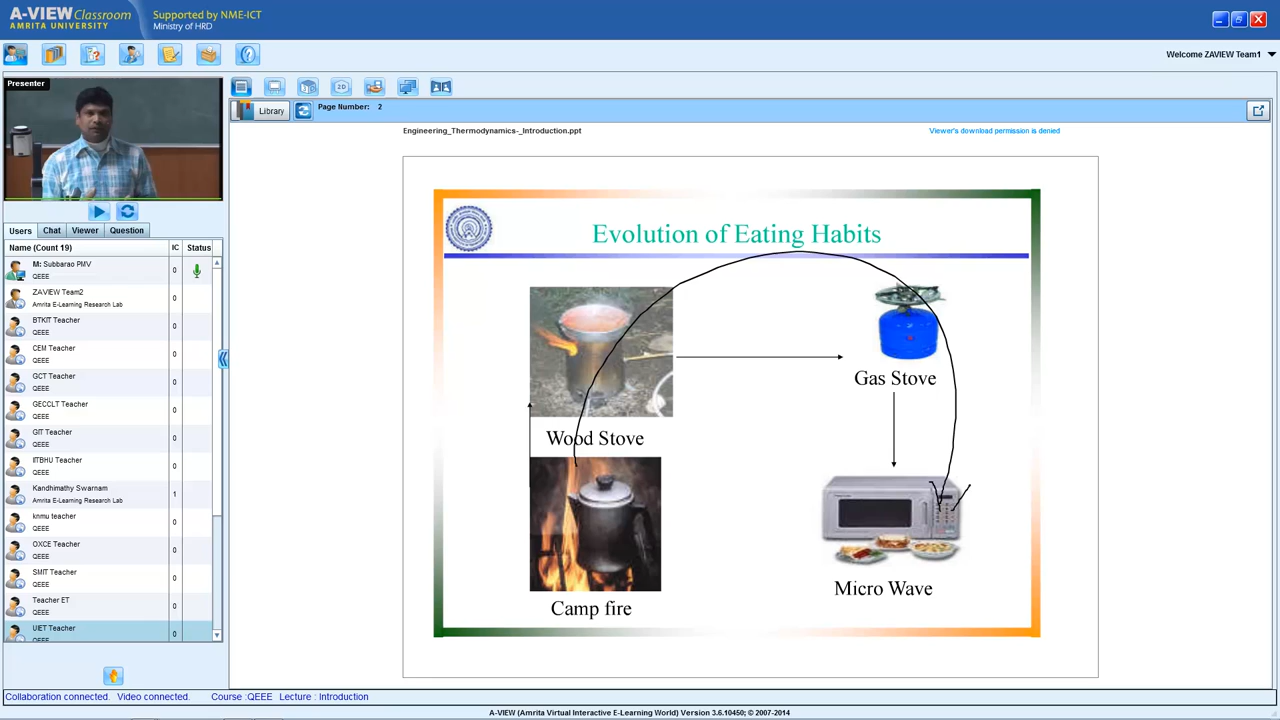 A-VIEW Classroom
AMRITA UNIVERSITY
Supported by NME-ICT
Ministry of HRD
Welcome ZAVIEW Team1
Presenter
2D
Library
Page Number: 2
Engineering_Thermodynamics-_Introduction.ppt
Viewer's download permission is denied
Evolution of Eating Habits
Wood Stove
Gas Stove
Camp fire
Micro Wave
Users Chat Viewer Question
Name (Count 19) IC Status
M: Subbarao PMV 0
QEEE
ZAVIEW Team2 0
Amrita E-Learning Research Lab
BTKIT Teacher 0
QEEE
CEM Teacher 0
QEEE
GCT Teacher 0
QEEE
GECCLT Teacher 0
QEEE
GIT Teacher 0
QEEE
IITBHU Teacher 0
QEEE
Kandhimathy Swarnam 1
Amrita E-Learning Research Lab
knmu teacher 0
QEEE
OXCE Teacher 0
QEEE
SMIT Teacher 0
QEEE
Teacher ET 0
QEEE
UIET Teacher 0
QEEE
Collaboration connected. Video connected. Course :QEEE Lecture : Introduction
A-VIEW (Amrita Virtual Interactive E-Learning World) Version 3.6.10450; © 2007-2014